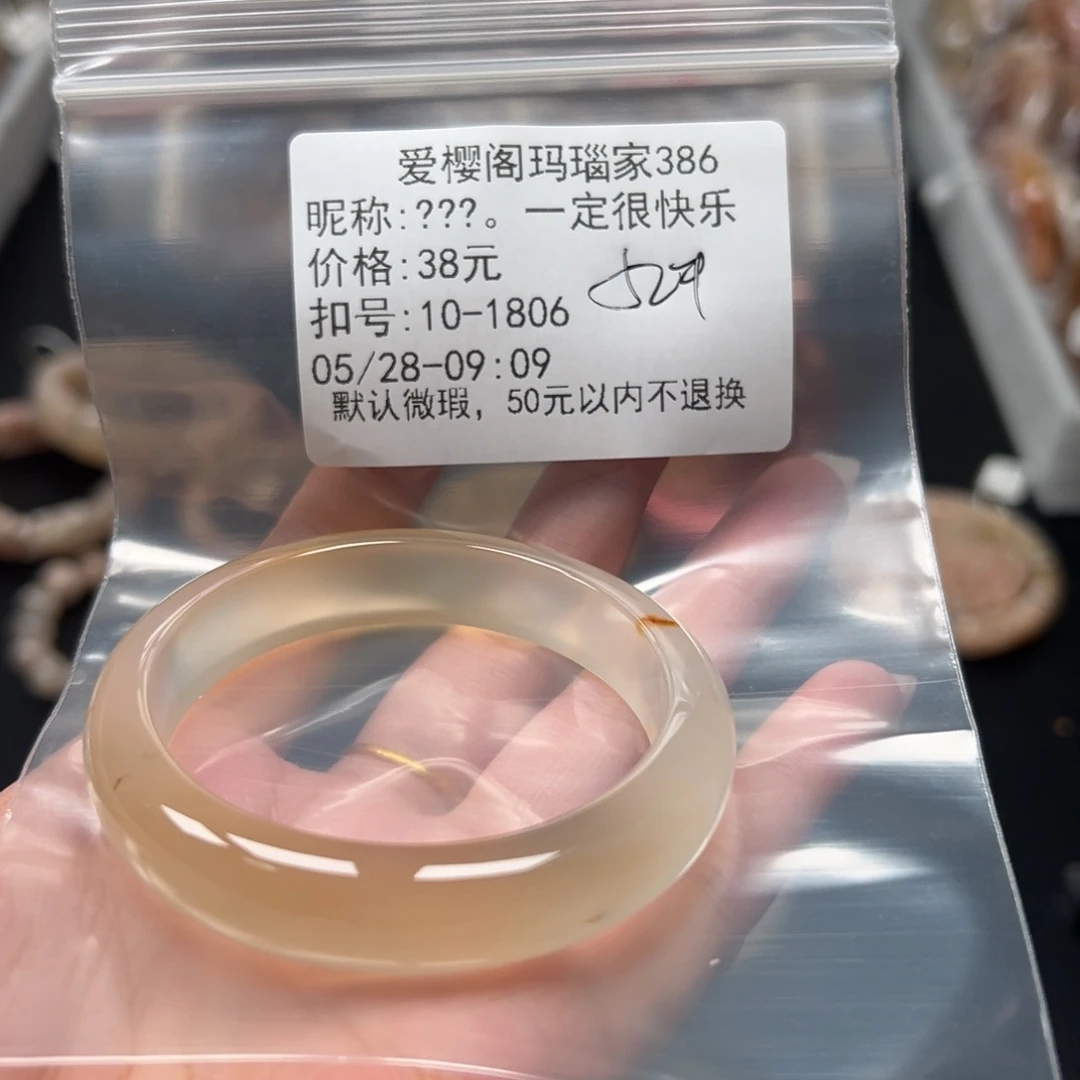 爱樱阁玛瑙家386
昵称:???。一定很快乐
价格:38元
扣号:10-1806
05/28-09:09
默认微瑕，50元以内不退换